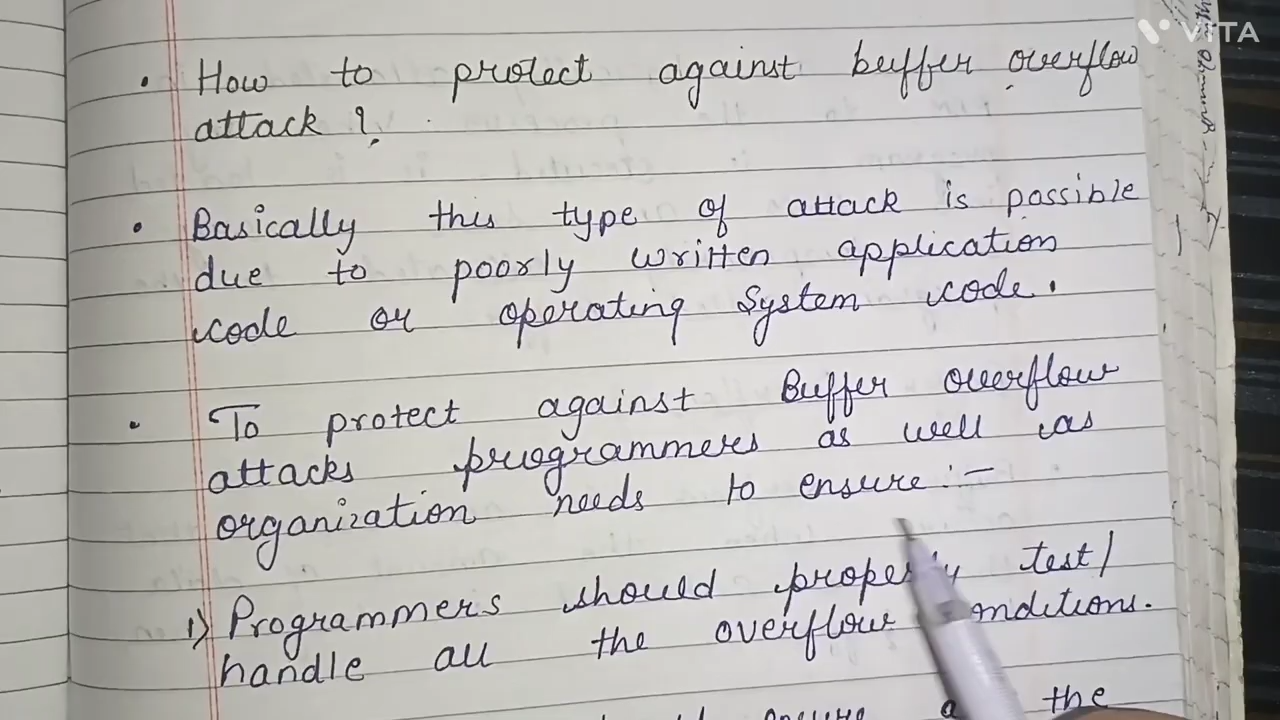 VITA
• How to protect against buffer overflow
attack ?
• Basically this type of attack is possible
due to poorly written application
code or operating System code.
• To protect against Buffer overflow
attacks programmers as well as
organization needs to ensure :-
1) Programmers should properly test/
handle all the overflow conditions.
the